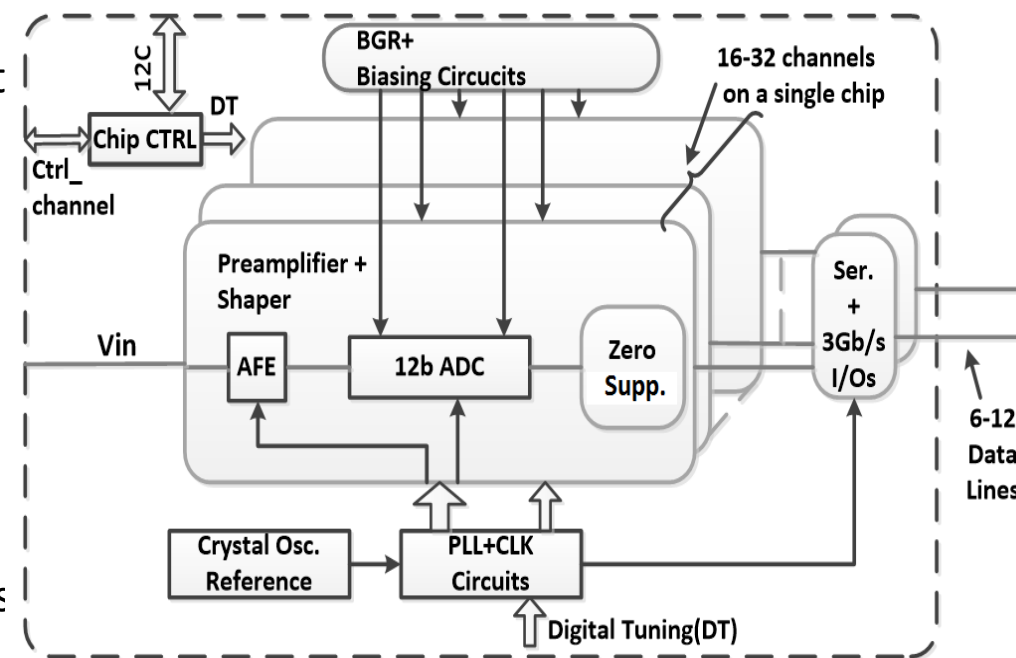 12C
BGR+
Biasing Circucits
16-32 channels
on a single chip
DT
Chip CTRL
Ctrl_
channel
Preamplifier +
Shaper
Vin
AFE
12b ADC
Zero
Supp.
Ser.
+
3Gb/s
I/Os
6-12
Data
Lines
Crystal Osc.
Reference
PLL+CLK
Circuits
Digital Tuning(DT)